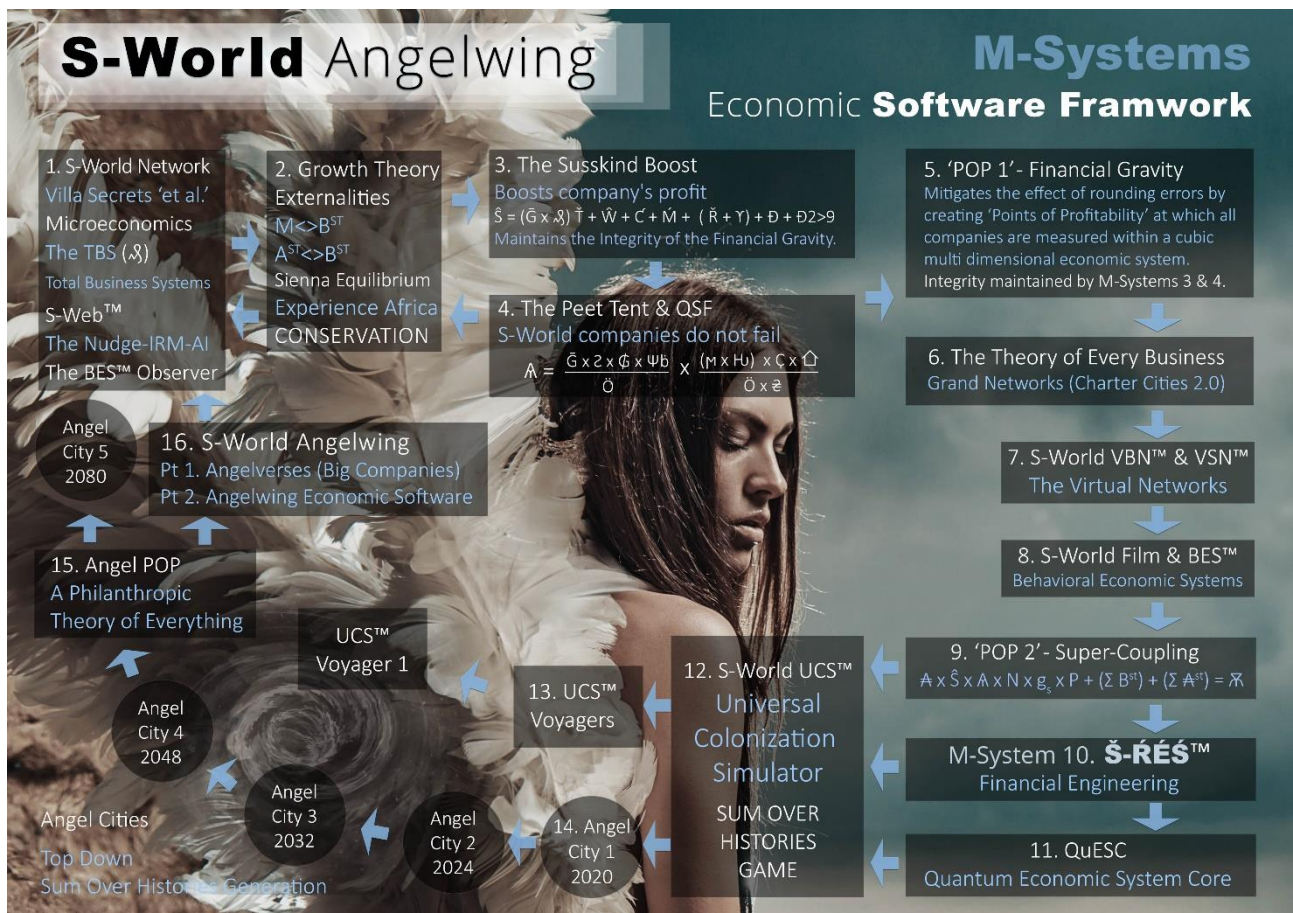 S-World Angelwing
M-Systems
Economic Software Framwork
1. S-World Network
Villa Secrets ‘et al.’
Microeconomics
The TBS (જ)
Total Business Systems
S-Web™
The Nudge-IRM-AI
The BES™ Observer
2. Growth Theory
Externalities
M<>Bˢᵀ
Aˢᵀ<>Bˢᵀ
Sienna Equilibrium
Experience Africa
CONSERVATION
3. The Susskind Boost
Boosts company's profit
Maintains the Integrity of the Financial Gravity.
4. The Peet Tent & QSF
S-World companies do not fail
5. ‘POP 1’- Financial Gravity
Mitigates the effect of rounding errors by
creating ‘Points of Profitability’ at which all
companies are measured within a cubic
multi dimensional economic system.
Integrity maintained by M-Systems 3 & 4.
6. The Theory of Every Business
Grand Networks (Charter Cities 2.0)
7. S-World VBN™ & VSN™
The Virtual Networks
8. S-World Film & BES™
Behavioral Economic Systems
9. ‘POP 2’- Super-Coupling
M-System 10. Š-ŔÉŚ™
Financial Engineering
11. QuESC
Quantum Economic System Core
12. S-World UCS™
Universal
Colonization
Simulator
SUM OVER
HISTORIES
GAME
13. UCS™
Voyagers
UCS™
Voyager 1
14. Angel
City 1
2020
Angel
City 2
2024
Angel
City 3
2032
Angel
City 4
2048
Angel Cities
Top Down
Sum Over Histories Generation
15. Angel POP
A Philanthropic
Theory of Everything
Angel
City 5
2080
16. S-World Angelwing
Pt 1. Angelverses (Big Companies)
Pt 2. Angelwing Economic Software